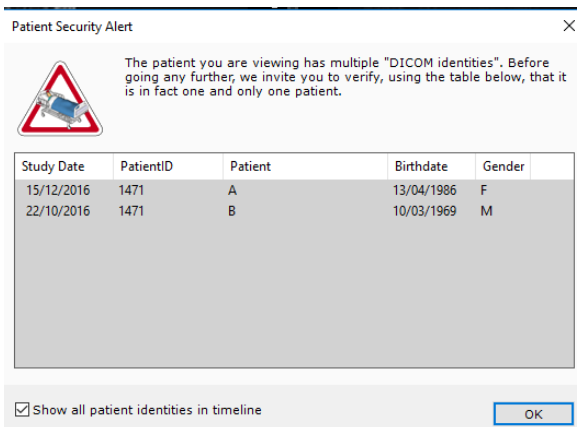 Patient Security Alert
The patient you are viewing has multiple "DICOM identities". Before
going any further, we invite you to verify, using the table below, that it
is in fact one and only one patient.
Study Date PatientID Patient Birthdate Gender
15/12/2016 1471 A 13/04/1986 F
22/10/2016 1471 B 10/03/1969 M
Show all patient identities in timeline
OK